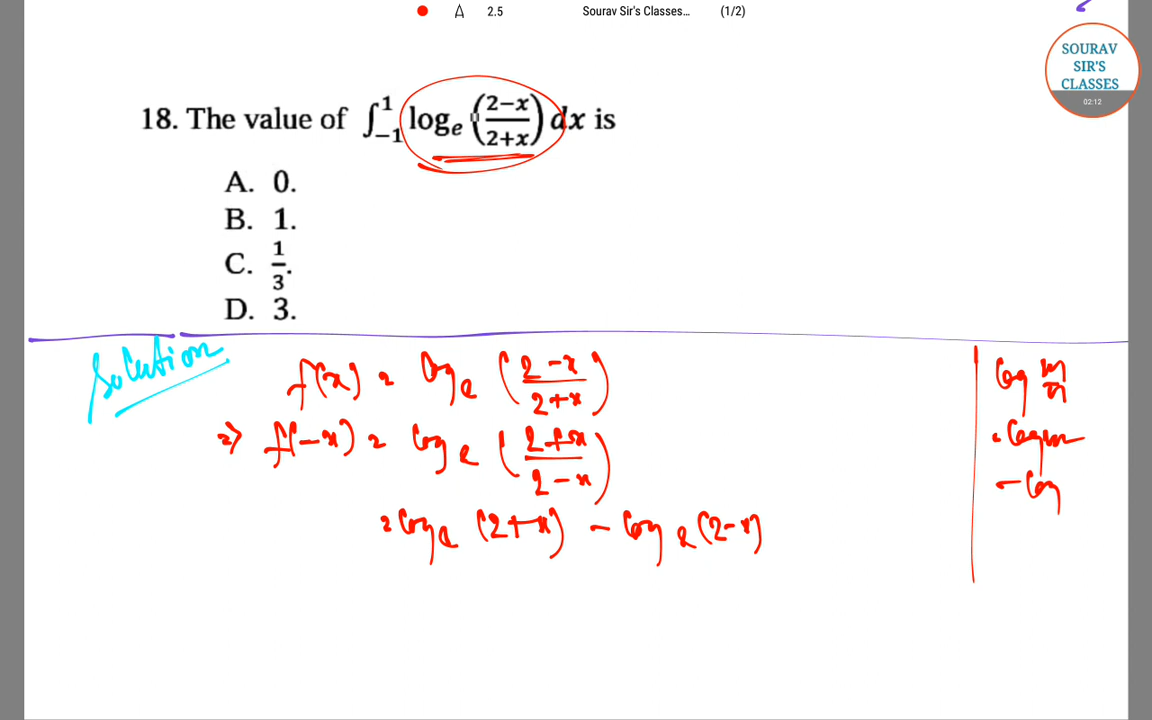 2.5 Sourav Sir's Classes... (1/2)
SOURAV
SIR'S
CLASSES
02:12
18. The value of ∫₋₁¹ logₑ ((2−x)/(2+x)) dx is
A. 0.
B. 1.
C. 1/3.
D. 3.
Solution
f(x) = logₑ ((2−x)/(2+x))
⇒ f(−x) = logₑ ((2+x)/(2−x))
= logₑ (2+x) − logₑ (2−x)
log m/n
= log m
− log